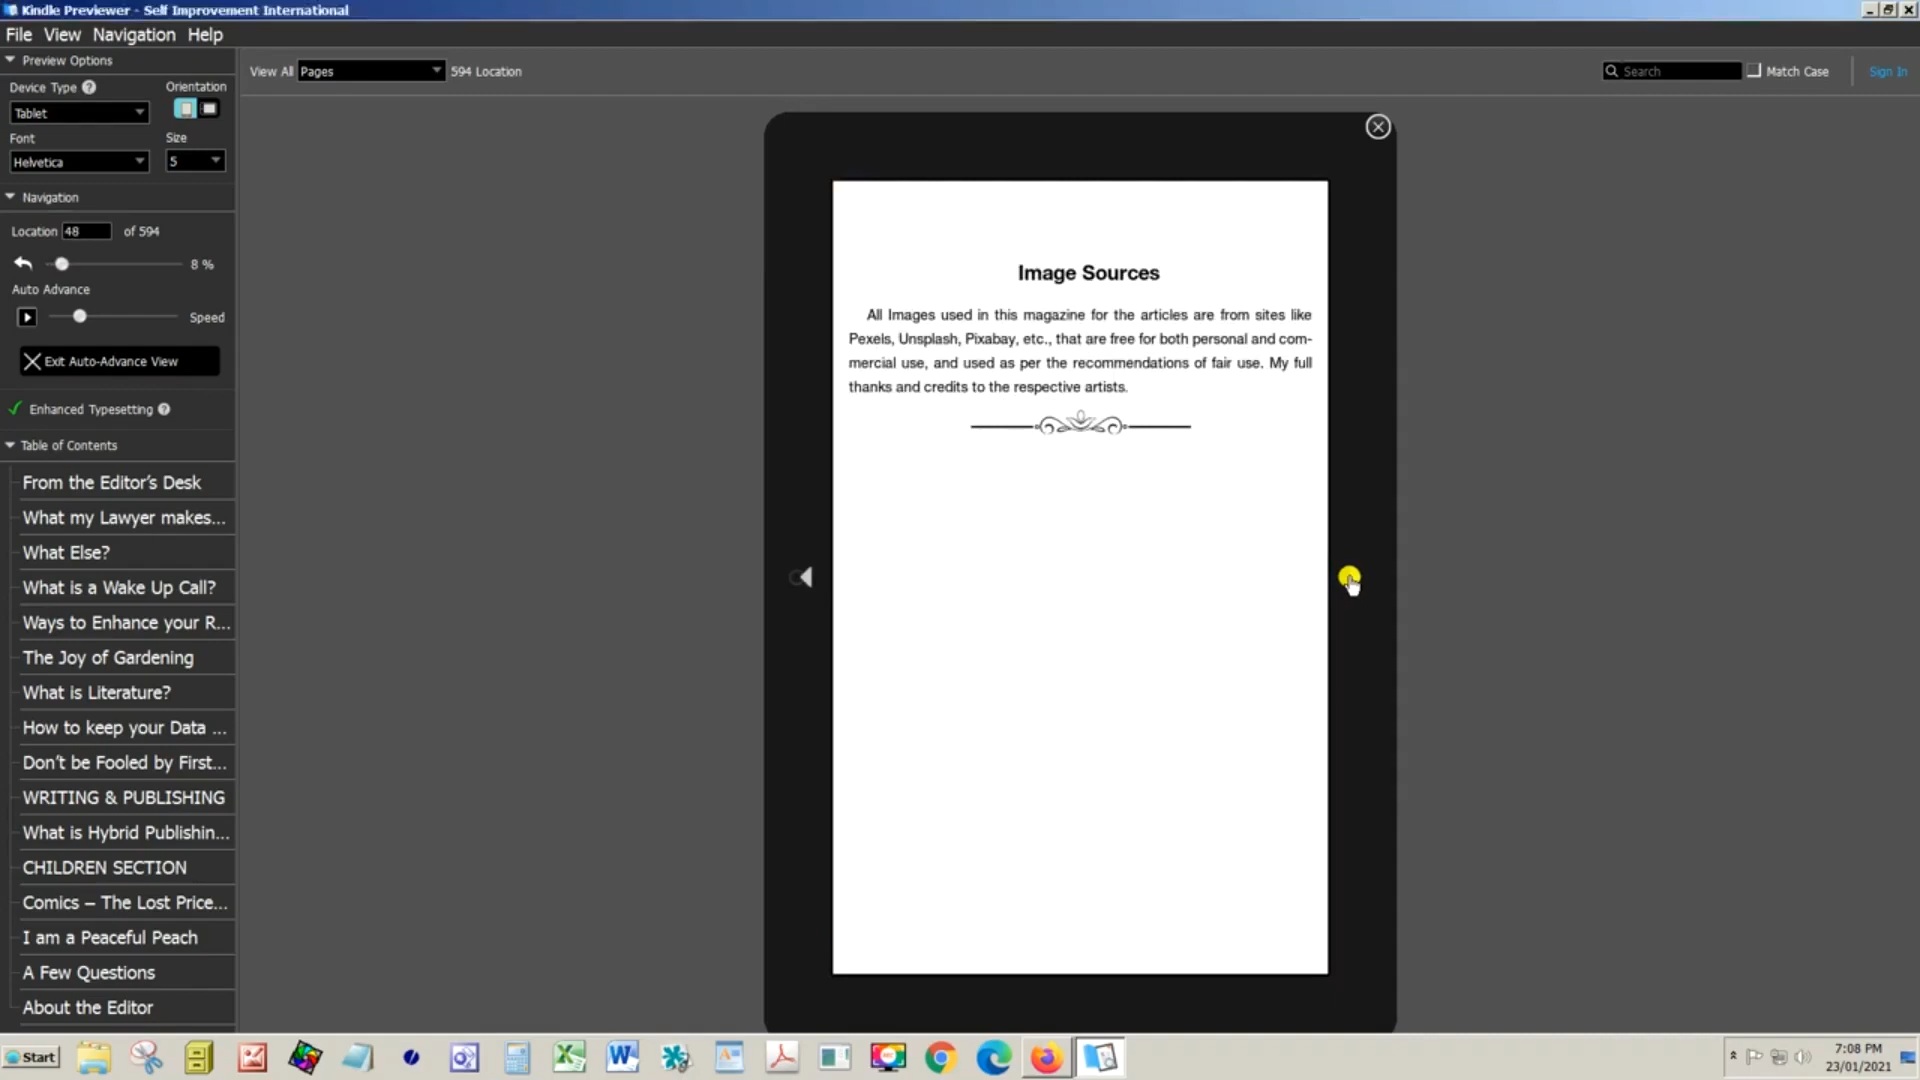 Kindle Previewer - Self Improvement International
File View Navigation Help
Preview Options
Device Type ? Orientation
Tablet
Font Size
Helvetica 5
Navigation
Location 48 of 594
8 %
Auto Advance
Speed
Exit Auto-Advance View
Enhanced Typesetting ?
Table of Contents
From the Editor's Desk
What my Lawyer makes...
What Else?
What is a Wake Up Call?
Ways to Enhance your R...
The Joy of Gardening
What is Literature?
How to keep your Data ...
Don't be Fooled by First...
WRITING & PUBLISHING
What is Hybrid Publishin...
CHILDREN SECTION
Comics – The Lost Price...
I am a Peaceful Peach
A Few Questions
About the Editor
View All Pages 594 Location
Search Match Case Sign In
Image Sources
All Images used in this magazine for the articles are from sites like
Pexels, Unsplash, Pixabay, etc., that are free for both personal and com-
mercial use, and used as per the recommendations of fair use. My full
thanks and credits to the respective artists.
Start
7:08 PM
23/01/2021